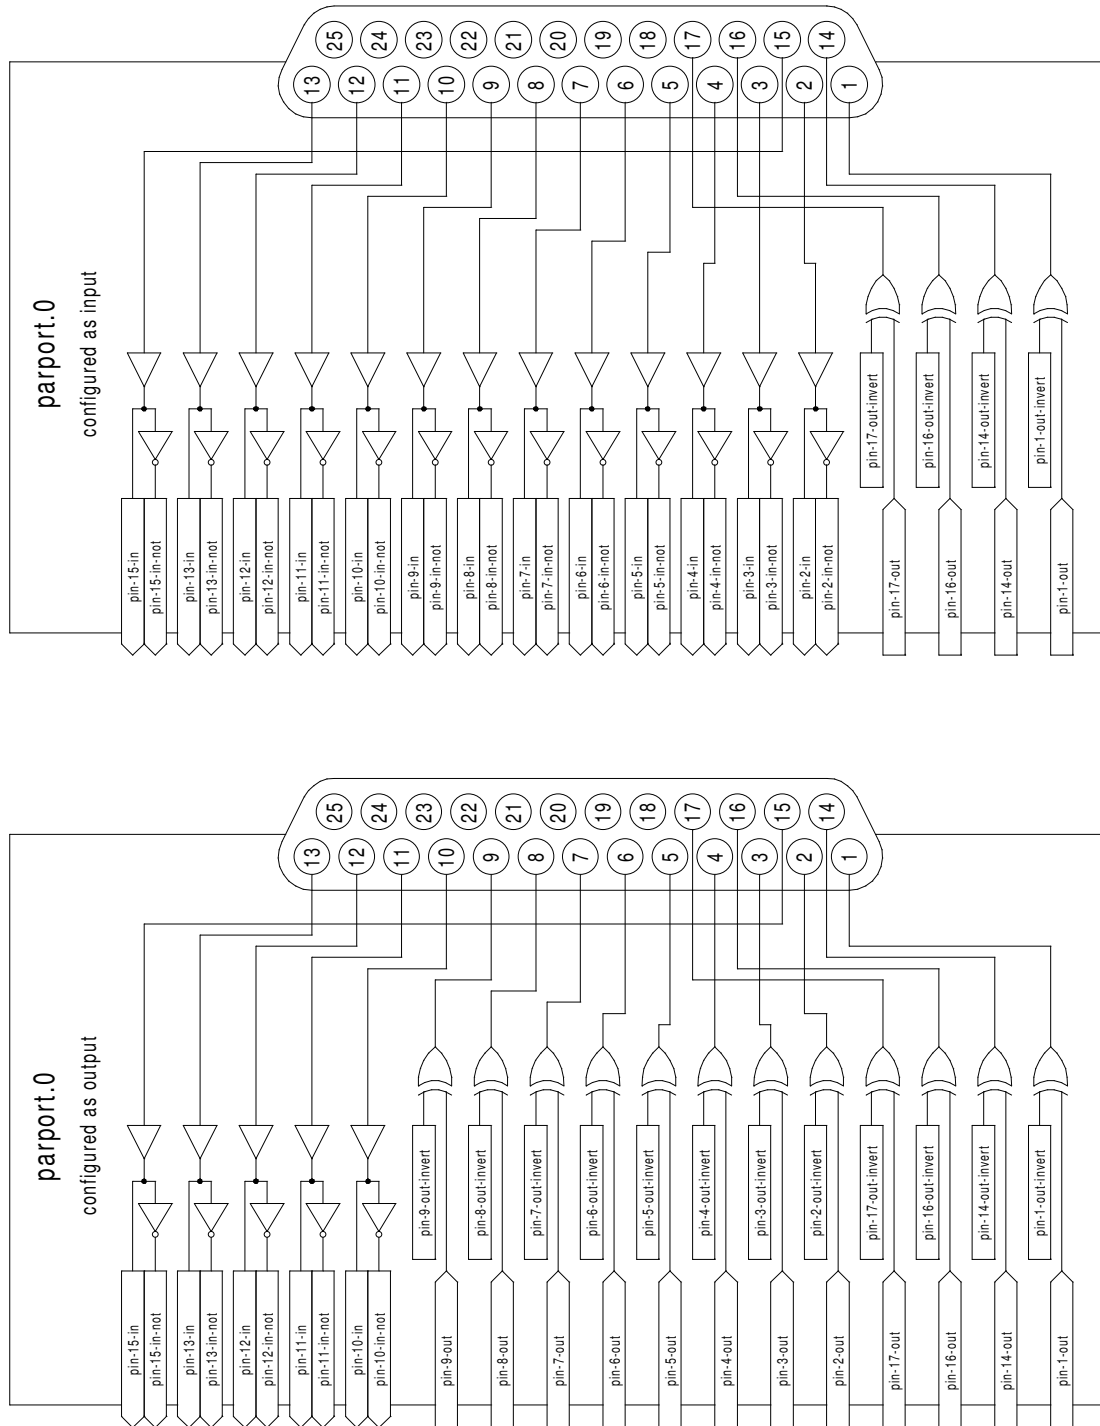 25 24 23 22 21 20 19 18 17 16 15 14
13 12 11 10 9 8 7 6 5 4 3 2 1
parport.0
configured as input
pin-17-out-invert
pin-16-out-invert
pin-14-out-invert
pin-1-out-invert
pin-15-in
pin-15-in-not
pin-13-in
pin-13-in-not
pin-12-in
pin-12-in-not
pin-11-in
pin-11-in-not
pin-10-in
pin-10-in-not
pin-9-in
pin-9-in-not
pin-8-in
pin-8-in-not
pin-7-in
pin-7-in-not
pin-6-in
pin-6-in-not
pin-5-in
pin-5-in-not
pin-4-in
pin-4-in-not
pin-3-in
pin-3-in-not
pin-2-in
pin-2-in-not
pin-17-out
pin-16-out
pin-14-out
pin-1-out
25 24 23 22 21 20 19 18 17 16 15 14
13 12 11 10 9 8 7 6 5 4 3 2 1
parport.0
configured as output
pin-9-out-invert
pin-8-out-invert
pin-7-out-invert
pin-6-out-invert
pin-5-out-invert
pin-4-out-invert
pin-3-out-invert
pin-2-out-invert
pin-17-out-invert
pin-16-out-invert
pin-14-out-invert
pin-1-out-invert
pin-15-in
pin-15-in-not
pin-13-in
pin-13-in-not
pin-12-in
pin-12-in-not
pin-11-in
pin-11-in-not
pin-10-in
pin-10-in-not
pin-9-out
pin-8-out
pin-7-out
pin-6-out
pin-5-out
pin-4-out
pin-3-out
pin-2-out
pin-17-out
pin-16-out
pin-14-out
pin-1-out